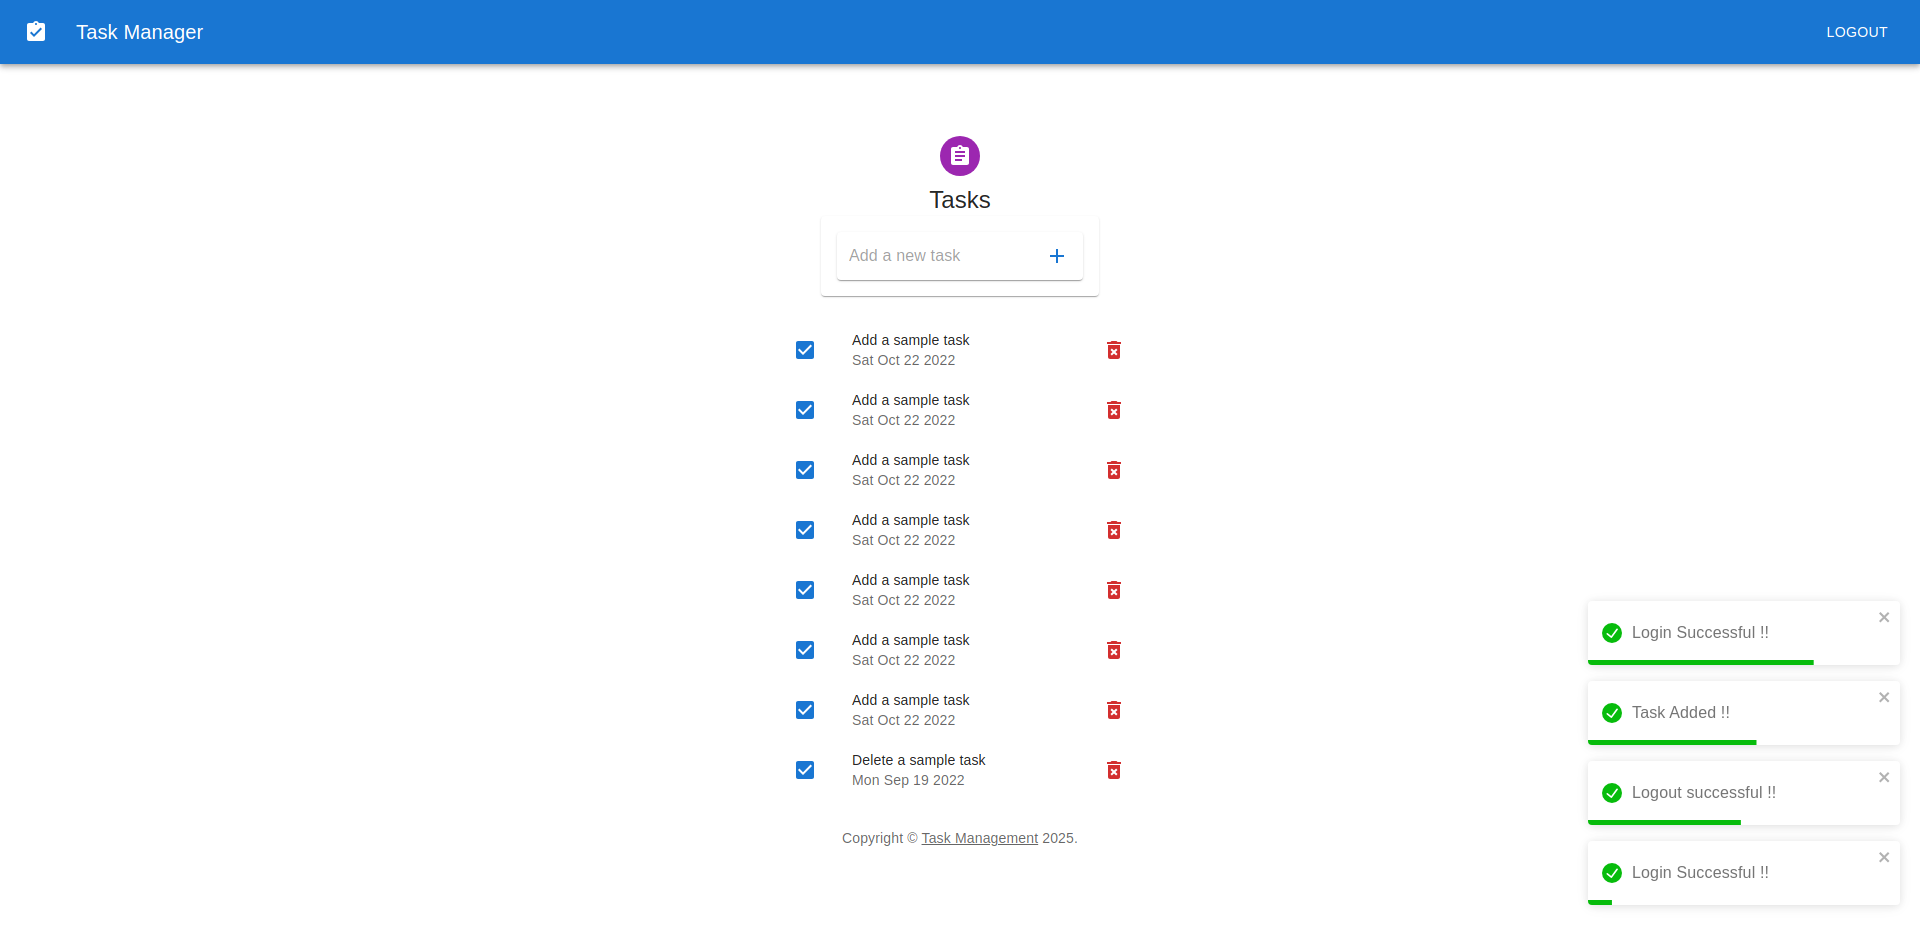 Task Manager
LOGOUT
Tasks
Add a new task
Add a sample task
Sat Oct 22 2022
Add a sample task
Sat Oct 22 2022
Add a sample task
Sat Oct 22 2022
Add a sample task
Sat Oct 22 2022
Add a sample task
Sat Oct 22 2022
Add a sample task
Sat Oct 22 2022
Add a sample task
Sat Oct 22 2022
Delete a sample task
Mon Sep 19 2022
Copyright © Task Management 2025.
Login Successful !!
Task Added !!
Logout successful !!
Login Successful !!